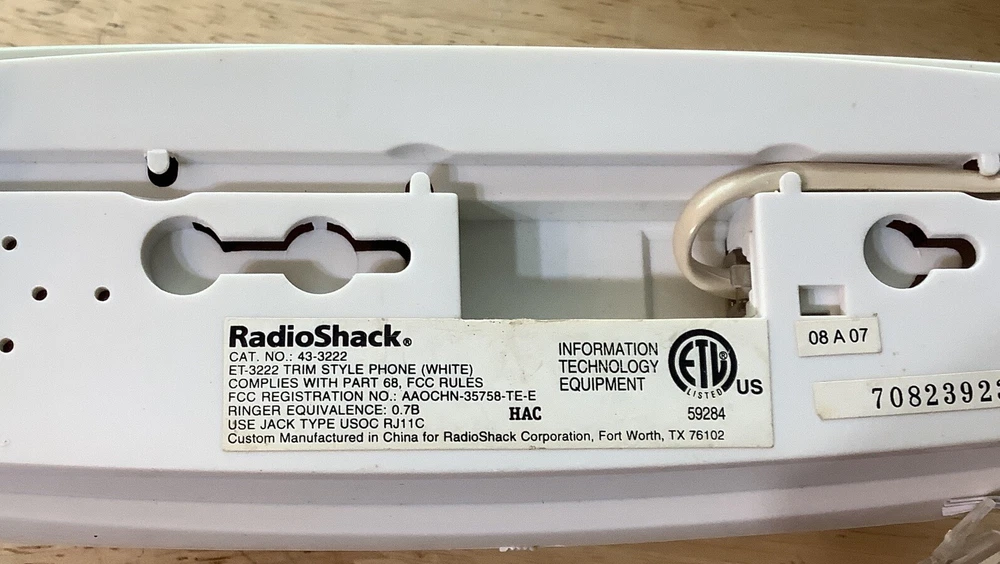 RadioShack®
CAT. NO.: 43-3222
ET-3222 TRIM STYLE PHONE (WHITE)
COMPLIES WITH PART 68, FCC RULES
FCC REGISTRATION NO.: AAOCHN-35758-TE-E
RINGER EQUIVALENCE: 0.7B
USE JACK TYPE USOC RJ11C
HAC
Custom Manufactured in China for RadioShack Corporation, Fort Worth, TX 76102
INFORMATION
TECHNOLOGY
EQUIPMENT
ETL
LISTED
US
59284
08 A 07
7082392